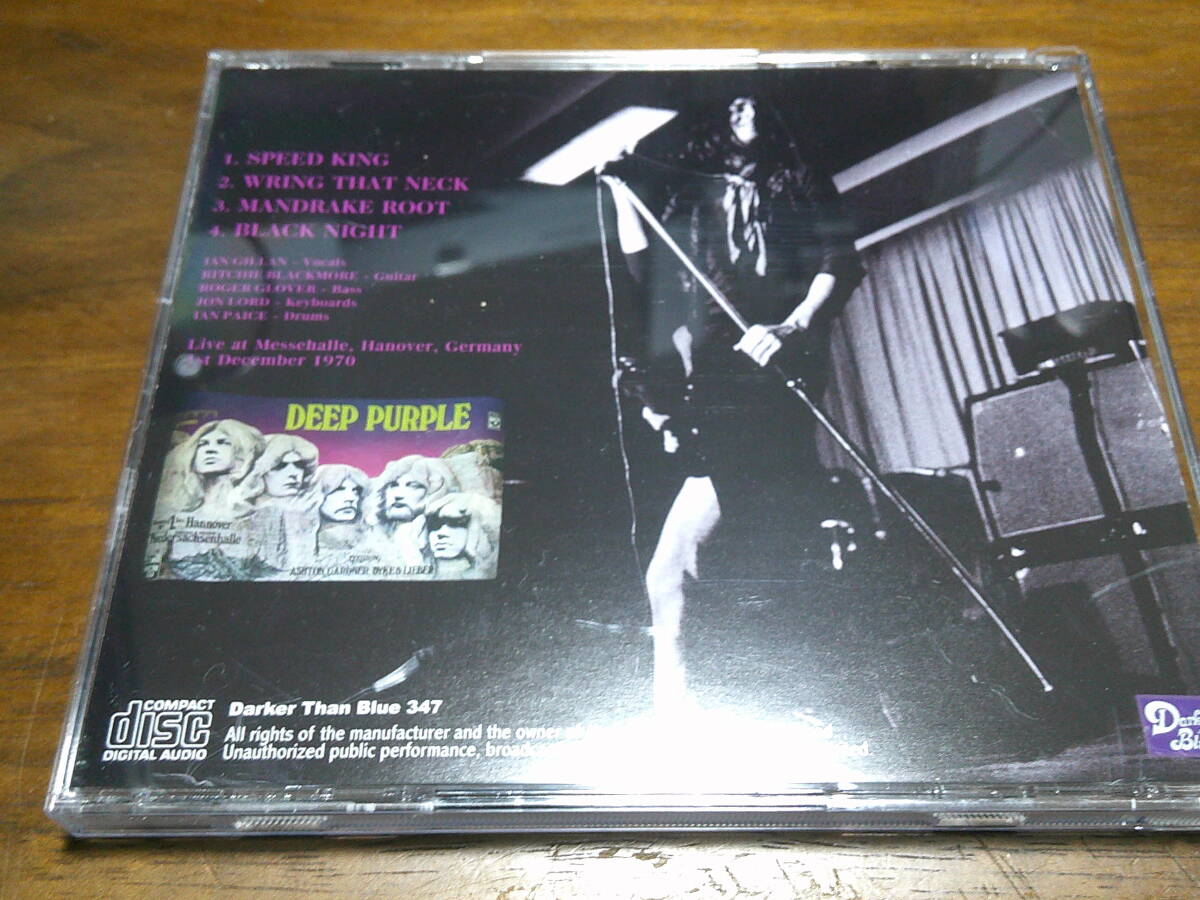 1. SPEED KING
2. WRING THAT NECK
3. MANDRAKE ROOT
4. BLACK NIGHT
IAN GILLAN - Vocals
RITCHIE BLACKMORE - Guitar
ROGER GLOVER - Bass
JON LORD - Keyboards
IAN PAICE - Drums
Live at Messehalle, Hanover, Germany
1st December 1970
DEEP PURPLE
1 Hannover
ASHTON GARDNER DYKE & LIEBER
COMPACT
disc
DIGITAL AUDIO
Darker Than Blue 347
All rights of the manufacturer and the owner
Unauthorized public performance,
Dark